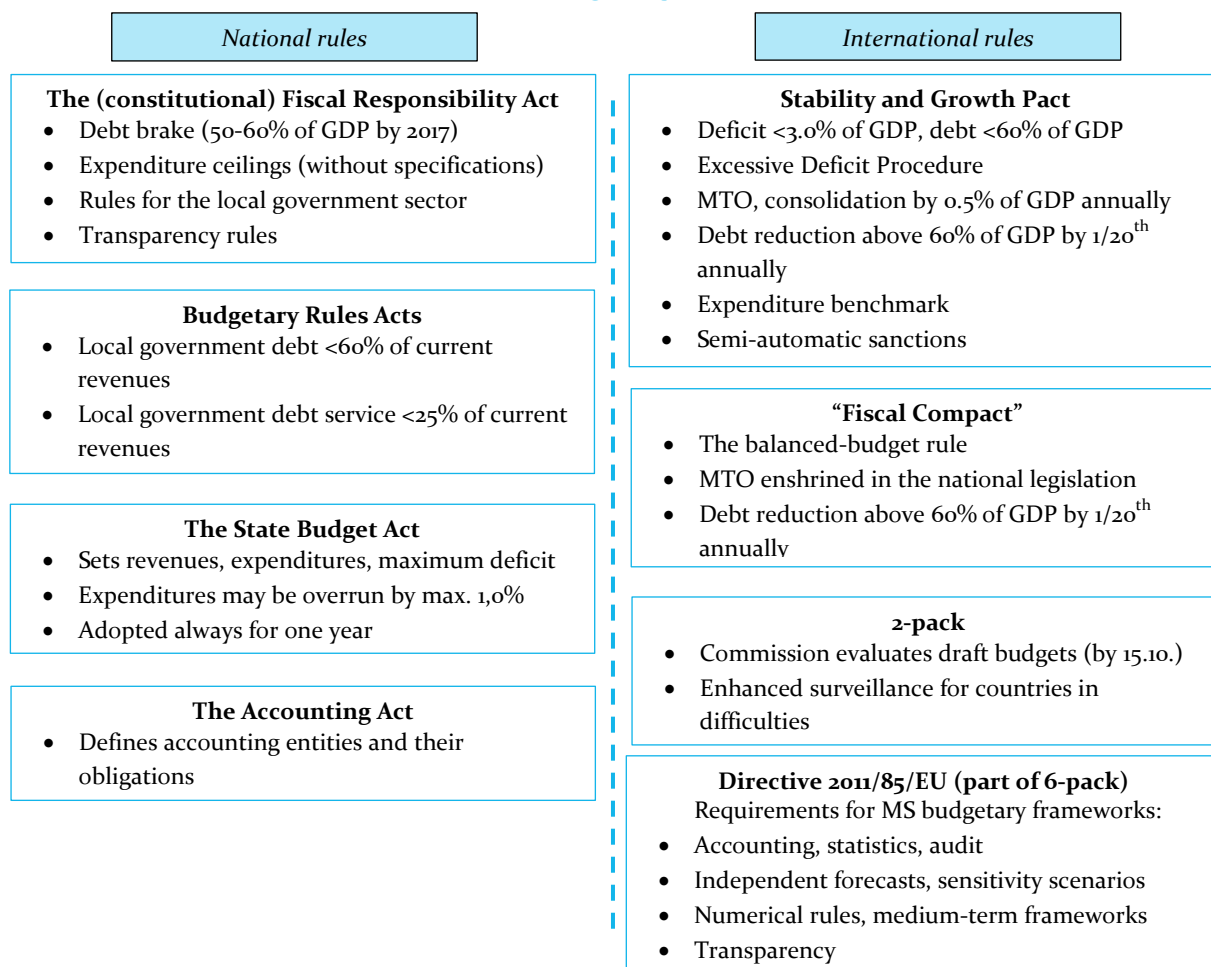 National rules
The (constitutional) Fiscal Responsibility Act
• Debt brake (50-60% of GDP by 2017)
• Expenditure ceilings (without specifications)
• Rules for the local government sector
• Transparency rules
Budgetary Rules Acts
• Local government debt <60% of current
revenues
• Local government debt service <25% of current
revenues
The State Budget Act
• Sets revenues, expenditures, maximum deficit
• Expenditures may be overrun by max. 1,0%
• Adopted always for one year
The Accounting Act
• Defines accounting entities and their
obligations
International rules
Stability and Growth Pact
• Deficit <3.0% of GDP, debt <60% of GDP
• Excessive Deficit Procedure
• MTO, consolidation by 0.5% of GDP annually
• Debt reduction above 60% of GDP by 1/20th
annually
• Expenditure benchmark
• Semi-automatic sanctions
“Fiscal Compact”
• The balanced-budget rule
• MTO enshrined in the national legislation
• Debt reduction above 60% of GDP by 1/20th
annually
2-pack
• Commission evaluates draft budgets (by 15.10.)
• Enhanced surveillance for countries in
difficulties
Directive 2011/85/EU (part of 6-pack)
Requirements for MS budgetary frameworks:
• Accounting, statistics, audit
• Independent forecasts, sensitivity scenarios
• Numerical rules, medium-term frameworks
• Transparency